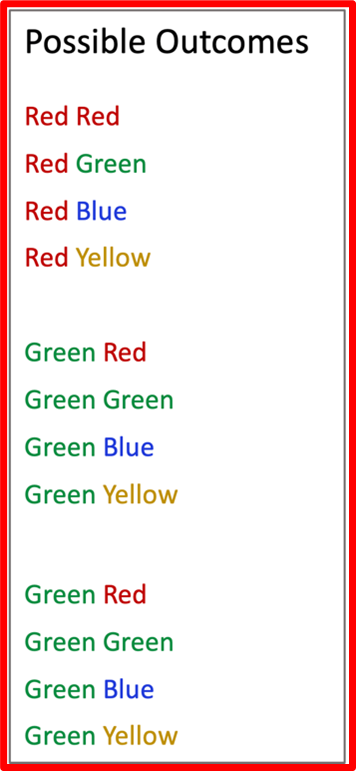 Possible Outcomes
Red Red
Red Green
Red Blue
Red Yellow
Green Red
Green Green
Green Blue
Green Yellow
Green Red
Green Green
Green Blue
Green Yellow